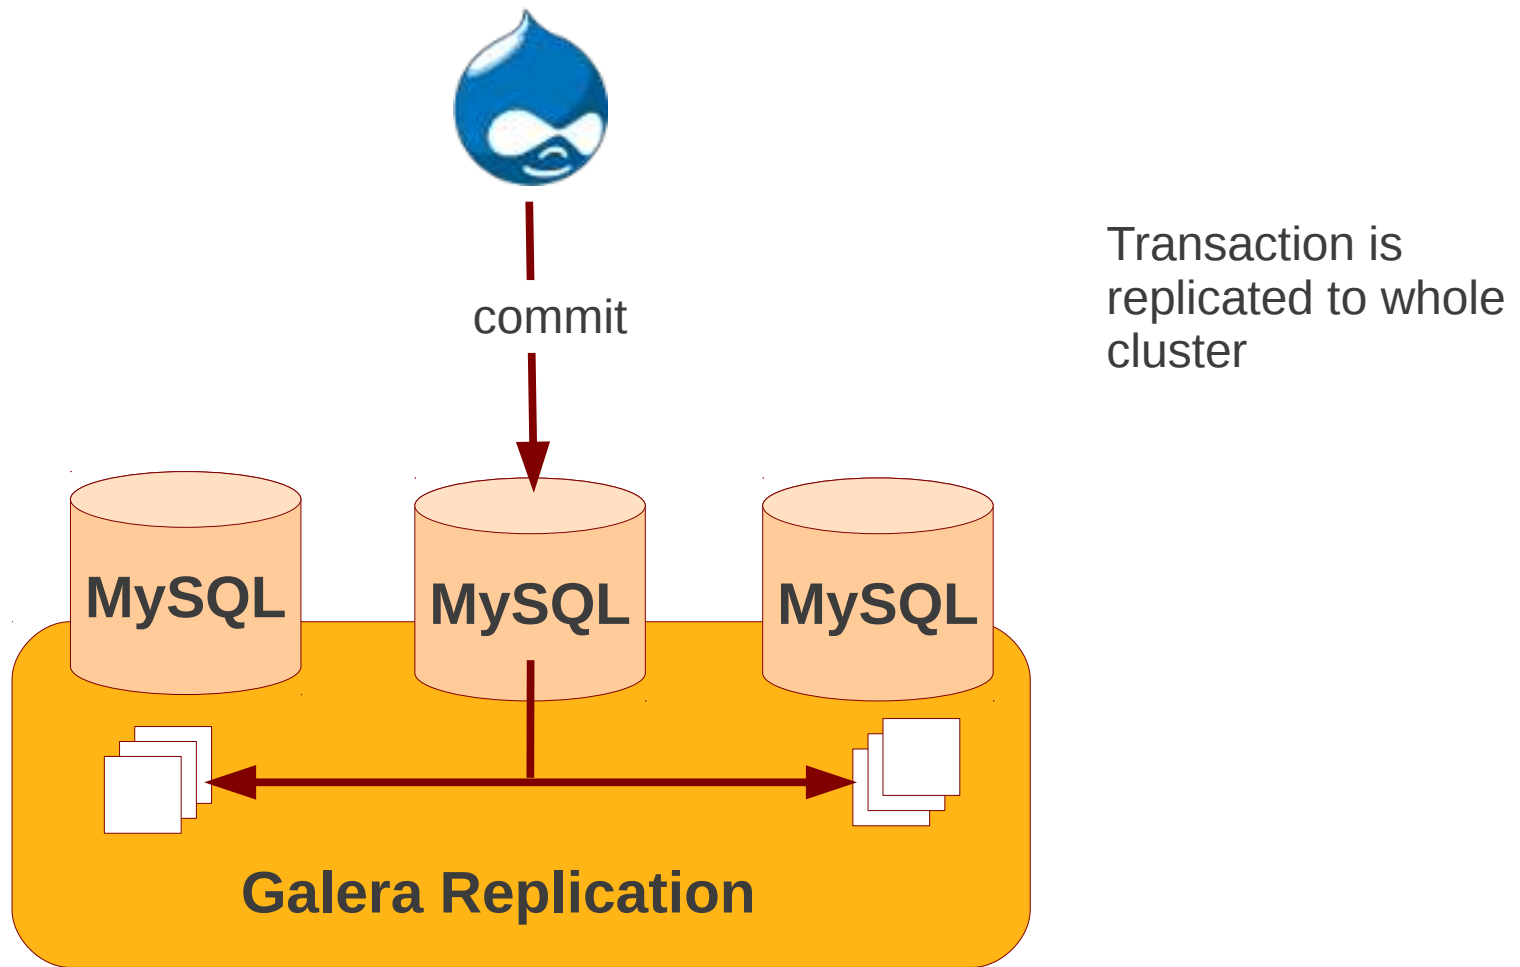 commit
Transaction is
replicated to whole
cluster
MySQL
MySQL
MySQL
Galera Replication